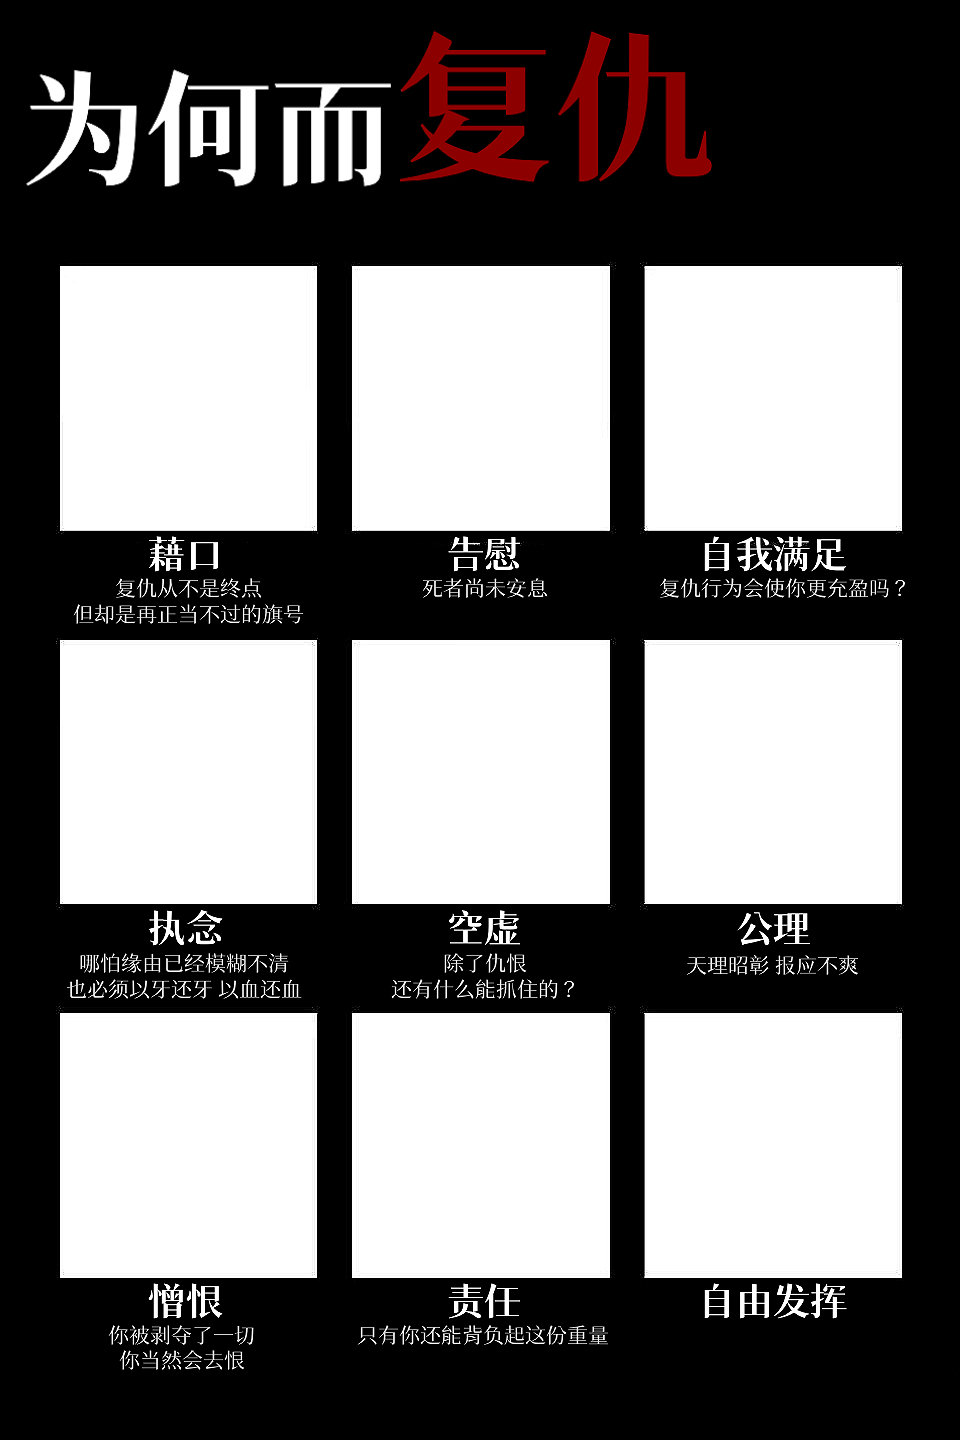 为何而复仇
藉口
复仇从不是终点
但却是再正当不过的旗号
告慰
死者尚未安息
自我满足
复仇行为会使你更充盈吗？
执念
哪怕缘由已经模糊不清
也必须以牙还牙 以血还血
空虚
除了仇恨
还有什么能抓住的？
公理
天理昭彰 报应不爽
憎恨
你被剥夺了一切
你当然会去恨
责任
只有你还能背负起这份重量
自由发挥